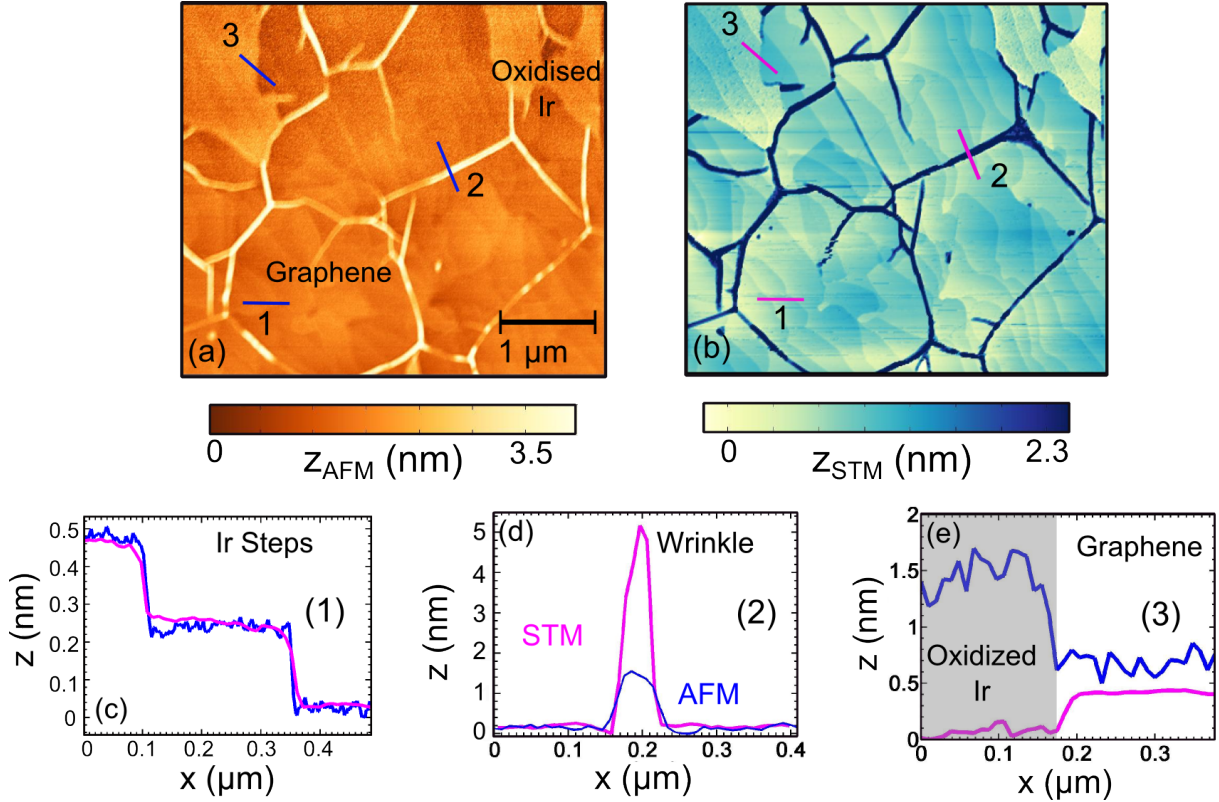 3
Oxidised
Ir
2
Graphene
1
1 μm
(a)
3
2
1
(b)
0
3.5
z_AFM (nm)
0
2.3
z_STM (nm)
0.5
0.4
0.3
0.2
0.1
0
z (nm)
Ir Steps
(1)
(c)
0
0.1
0.2
0.3
0.4
x (μm)
5
4
3
2
1
0
z (nm)
(d)
Wrinkle
(2)
STM
AFM
0
0.1
0.2
0.3
0.4
x (μm)
2
1.5
1
0.5
0
z (nm)
(e)
Graphene
(3)
Oxidized
Ir
0
0.1
0.2
0.3
x (μm)